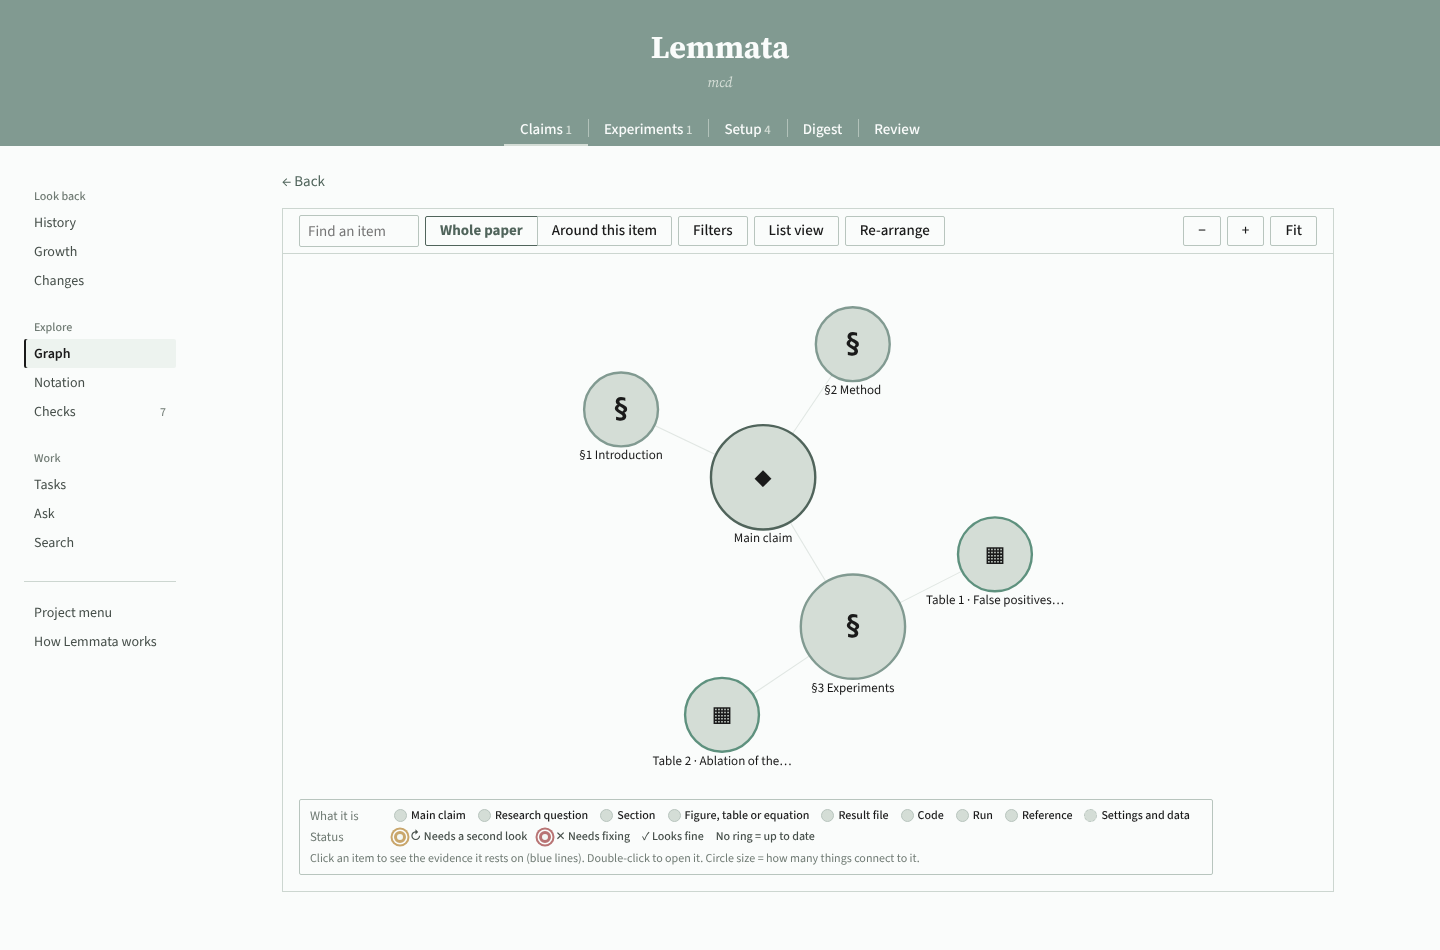 Lemmata
mcd
Claims 1
Experiments 1
Setup 4
Digest
Review
Look back
History
Growth
Changes
Explore
Graph
Notation
Checks 7
Work
Tasks
Ask
Search
Project menu
How Lemmata works
← Back
Find an item
Whole paper
Around this item
Filters
List view
Re-arrange
−
+
Fit
§
§2 Method
§
§1 Introduction
Main claim
Table 1 · False positives…
§
§3 Experiments
Table 2 · Ablation of the…
What it is Main claim Research question Section Figure, table or equation Result file Code Run Reference Settings and data
Status ↻ Needs a second look ✕ Needs fixing ✓ Looks fine No ring = up to date
Click an item to see the evidence it rests on (blue lines). Double-click to open it. Circle size = how many things connect to it.